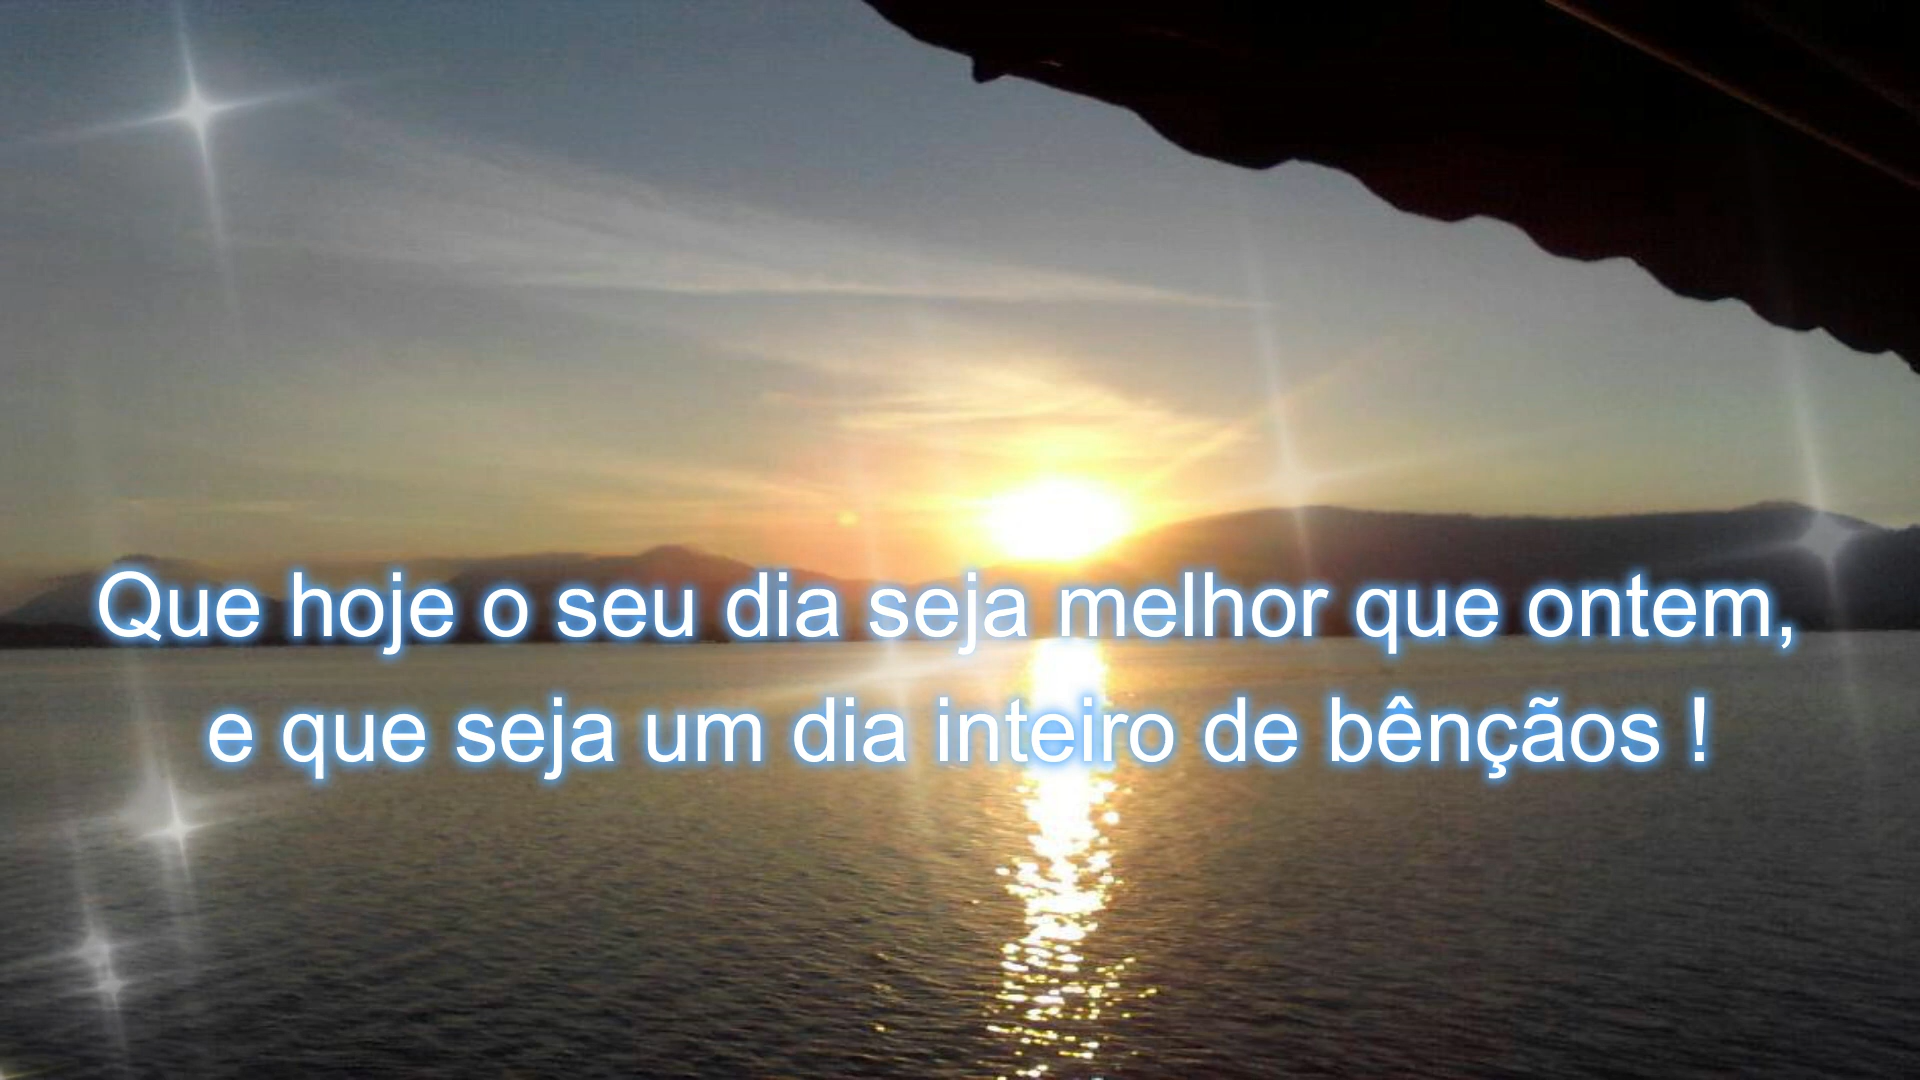 Que hoje o seu dia seja melhor que ontem,
e que seja um dia inteiro de bênçãos !